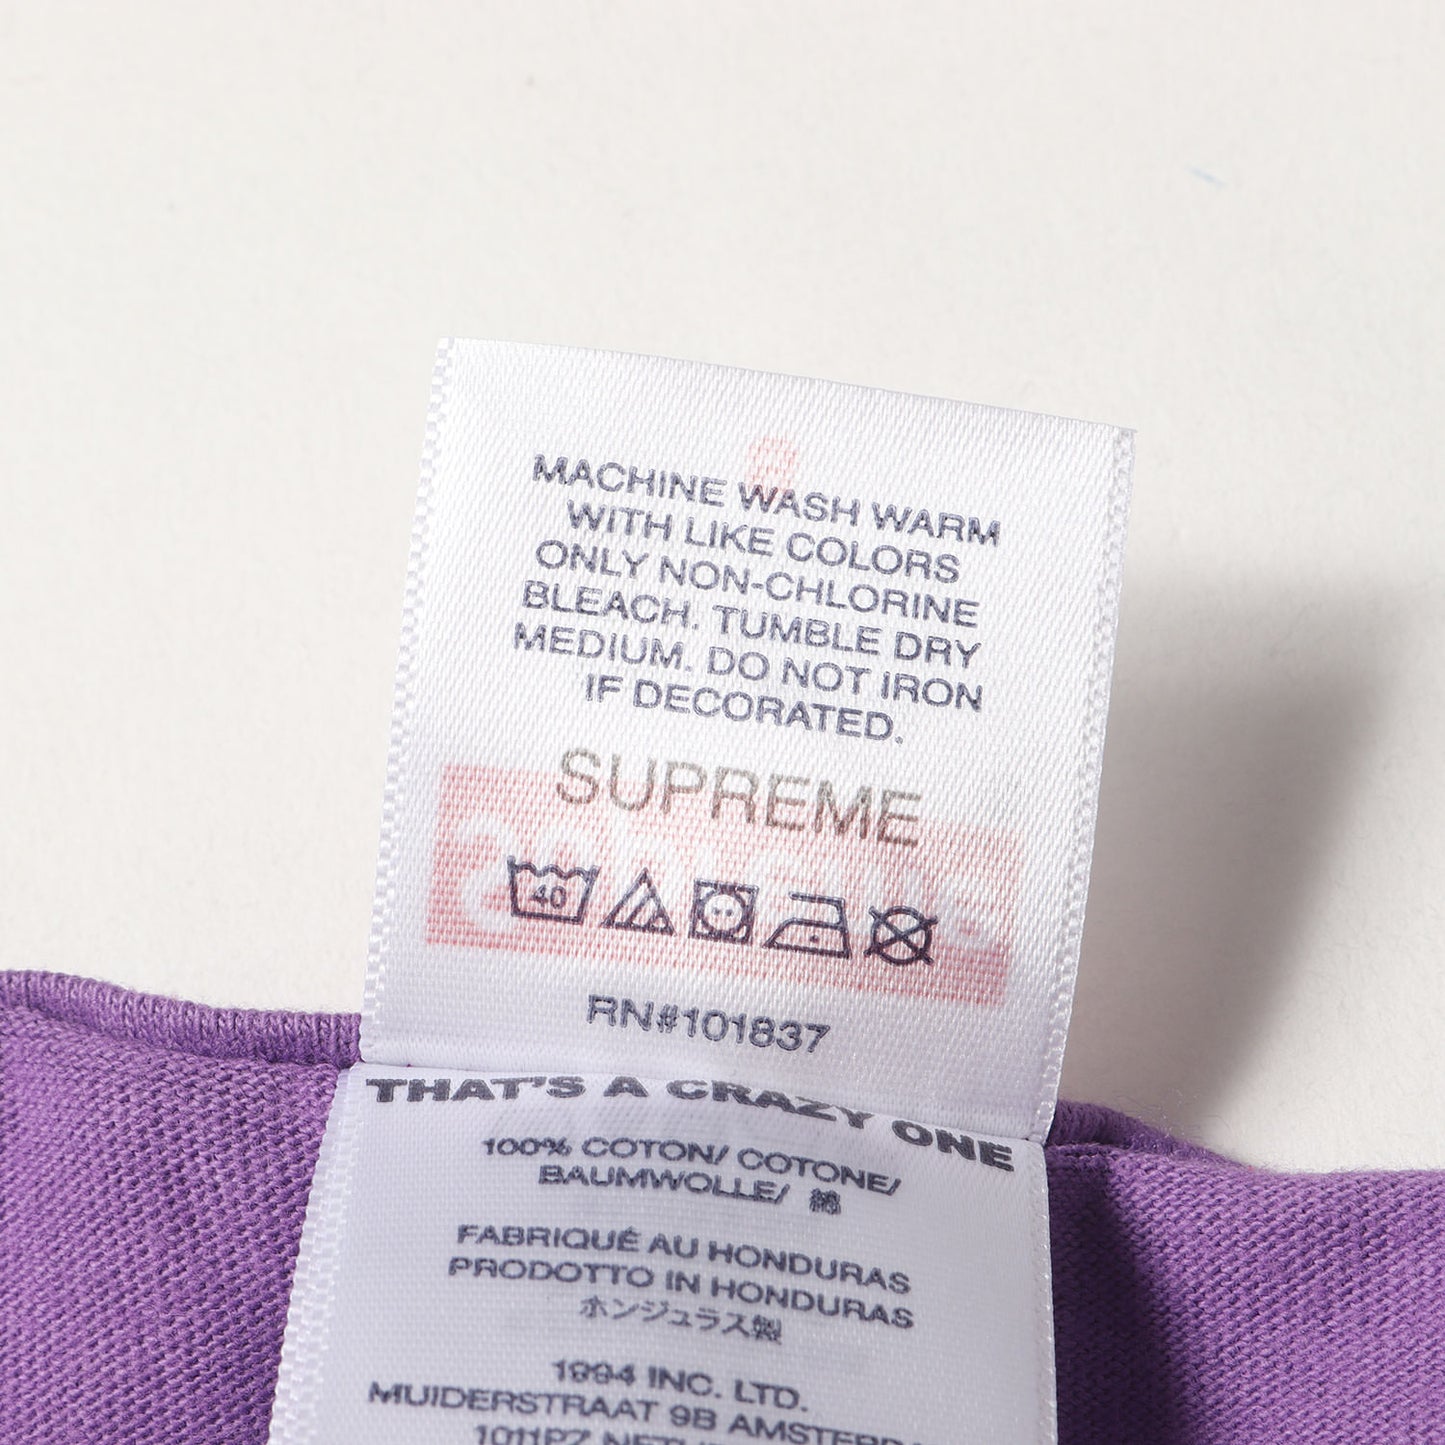 MACHINE WASH WARM
WITH LIKE COLORS
ONLY NON-CHLORINE
BLEACH. TUMBLE DRY
MEDIUM. DO NOT IRON
IF DECORATED.
SUPREME
40
RN#101837
THAT'S A CRAZY ONE
100% COTON/ COTONE/
BAUMWOLLE/ 綿
FABRIQUÉ AU HONDURAS
PRODOTTO IN HONDURAS
ホンジュラス製
1994 INC. LTD.
MUIDERSTRAAT 9B AMSTERDA
1011PZ